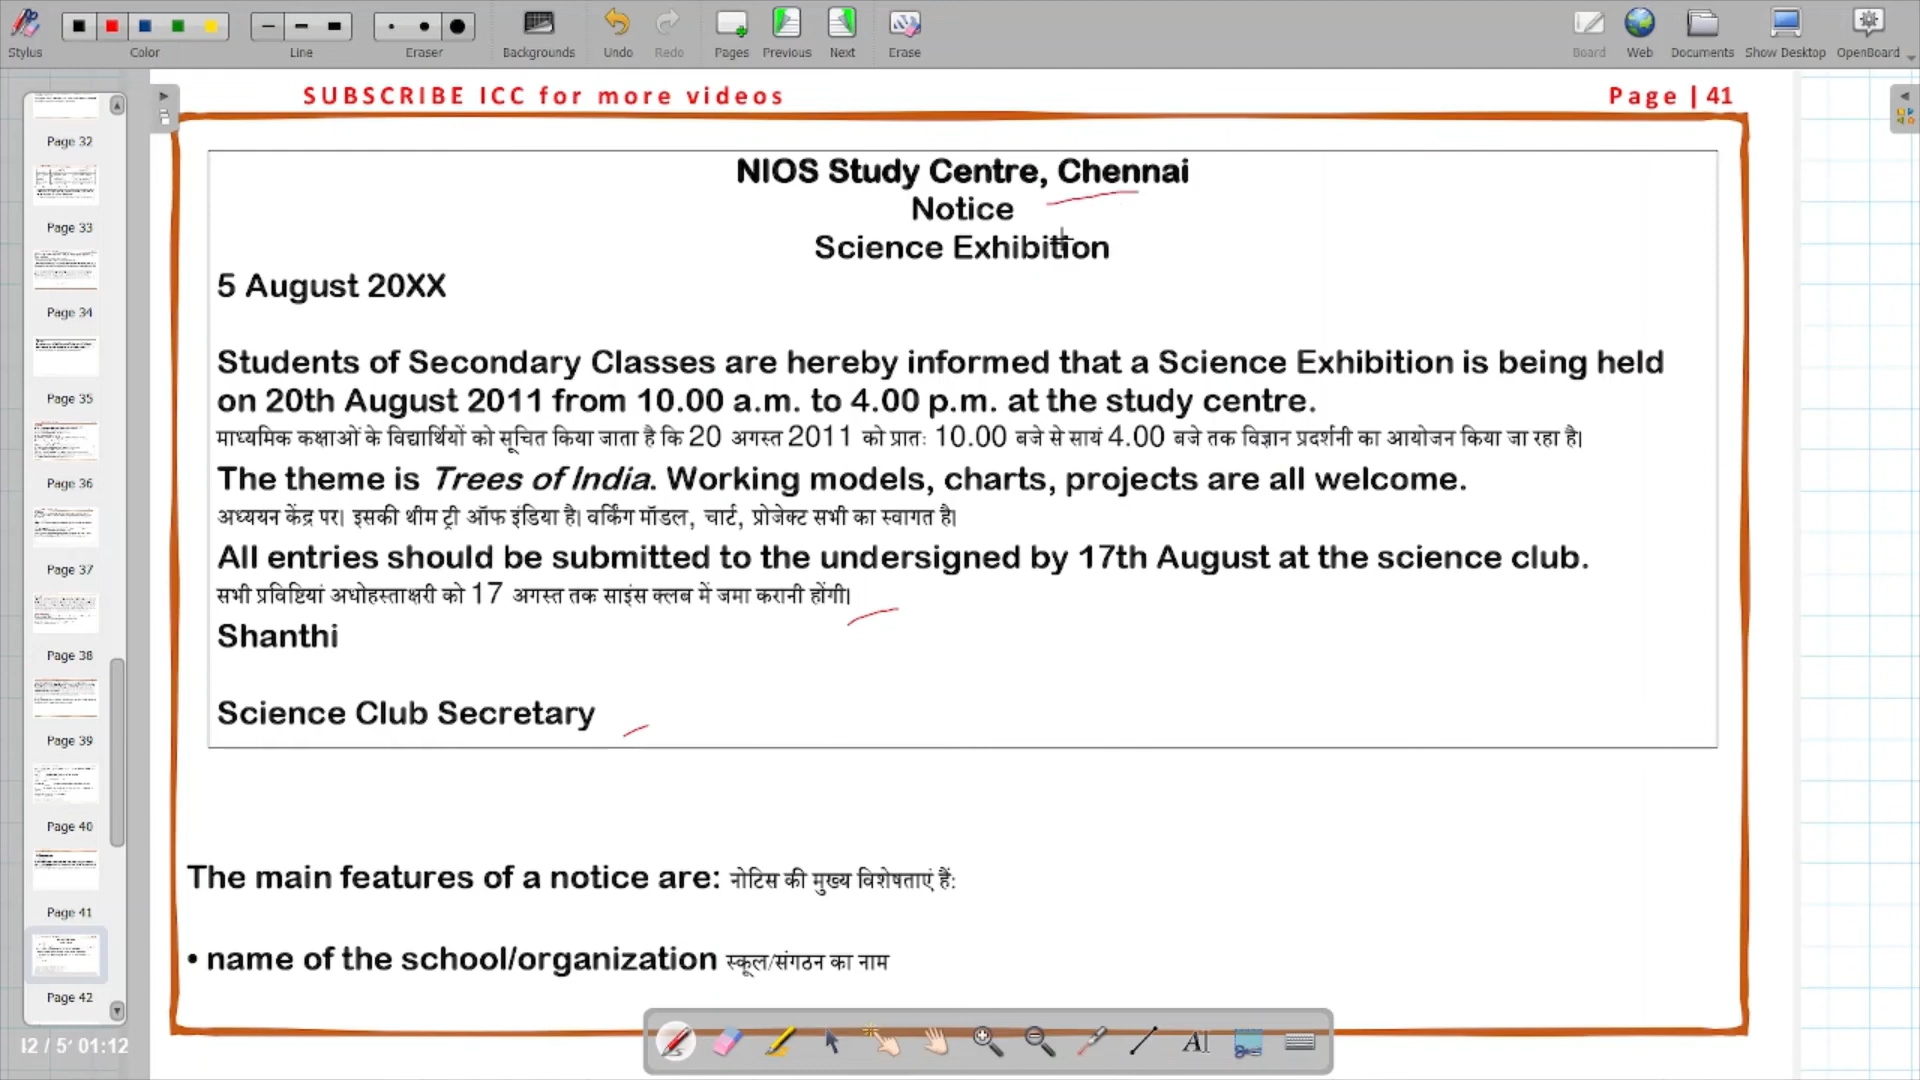 Stylus
Color
Line
Eraser
Backgrounds
Undo
Redo
Pages
Previous
Next
Erase
Board
Web
Documents
Show Desktop
OpenBoard
SUBSCRIBE ICC for more videos
Page | 41
NIOS Study Centre, Chennai
Notice
Science Exhibition
5 August 20XX
Students of Secondary Classes are hereby informed that a Science Exhibition is being held
on 20th August 2011 from 10.00 a.m. to 4.00 p.m. at the study centre.
माध्यमिक कक्षाओं के विद्यार्थियों को सूचित किया जाता है कि 20 अगस्त 2011 को प्रातः 10.00 बजे से सायं 4.00 बजे तक विज्ञान प्रदर्शनी का आयोजन किया जा रहा है।
The theme is Trees of India. Working models, charts, projects are all welcome.
अध्ययन केंद्र पर। इसकी थीम ट्री ऑफ इंडिया है। वर्किंग मॉडल, चार्ट, प्रोजेक्ट सभी का स्वागत है।
All entries should be submitted to the undersigned by 17th August at the science club.
सभी प्रविष्टियां अधोहस्ताक्षरी को 17 अगस्त तक साइंस क्लब में जमा करानी होंगी।
Shanthi
Science Club Secretary
The main features of a notice are: नोटिस की मुख्य विशेषताएं हैं:
• name of the school/organization स्कूल/संगठन का नाम
Page 32
Page 33
Page 34
Page 35
Page 36
Page 37
Page 38
Page 39
Page 40
Page 41
Page 42
01:12